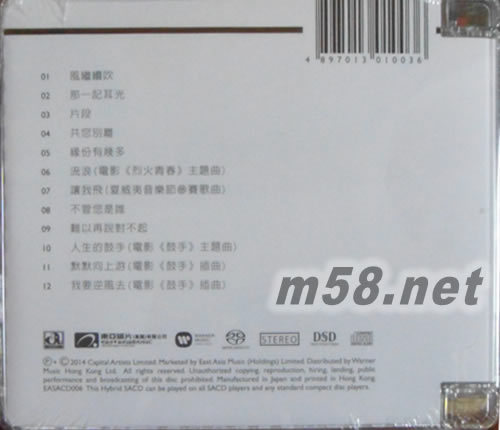 4 897013 010036
01 風繼續吹
02 那一記耳光
03 片段
04 共您別離
05 緣份有幾多
06 流浪(電影《烈火青春》主題曲)
07 讓我飛(夏威夷音樂節參賽歌曲)
08 不管您是誰
09 難以再說對不起
10 人生的鼓手(電影《鼓手》主題曲)
11 默默向上游(電影《鼓手》插曲)
12 我要逆風去(電影《鼓手》插曲)
m58.net
STEREO DSD
℗+© 2014 Capital Artists Limited. Marketed by East Asia Music (Holdings) Limited. Distributed by Warner
Music Hong Kong Ltd. All rights reserved. Unauthorized copying, reproduction, hiring, lending, public
performance and broadcasting of this disc prohibited. Manufactured in Japan and printed in Hong Kong.
EASACD006 This Hybrid SACD can be played on all SACD players and any standard compact disc players.